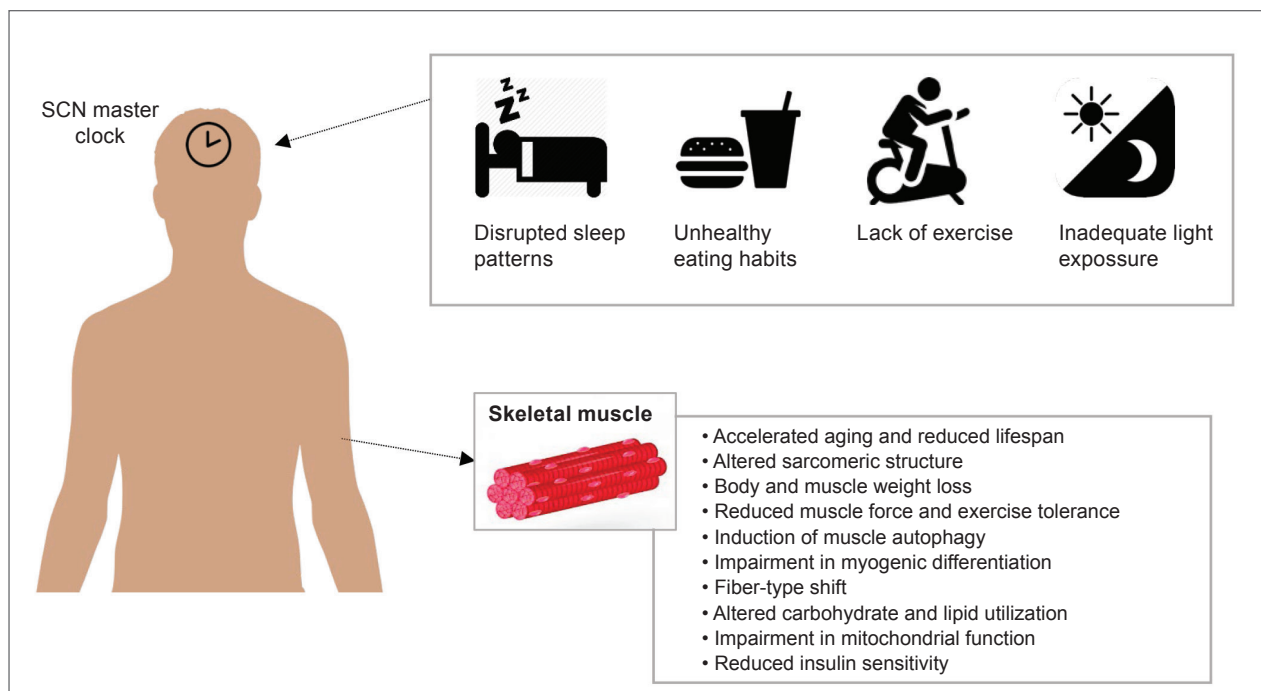 SCN master
clock
z
z
z
z
Disrupted sleep
patterns
Unhealthy
eating habits
Lack of exercise
Inadequate light
expossure
Skeletal muscle
• Accelerated aging and reduced lifespan
• Altered sarcomeric structure
• Body and muscle weight loss
• Reduced muscle force and exercise tolerance
• Induction of muscle autophagy
• Impairment in myogenic differentiation
• Fiber-type shift
• Altered carbohydrate and lipid utilization
• Impairment in mitochondrial function
• Reduced insulin sensitivity